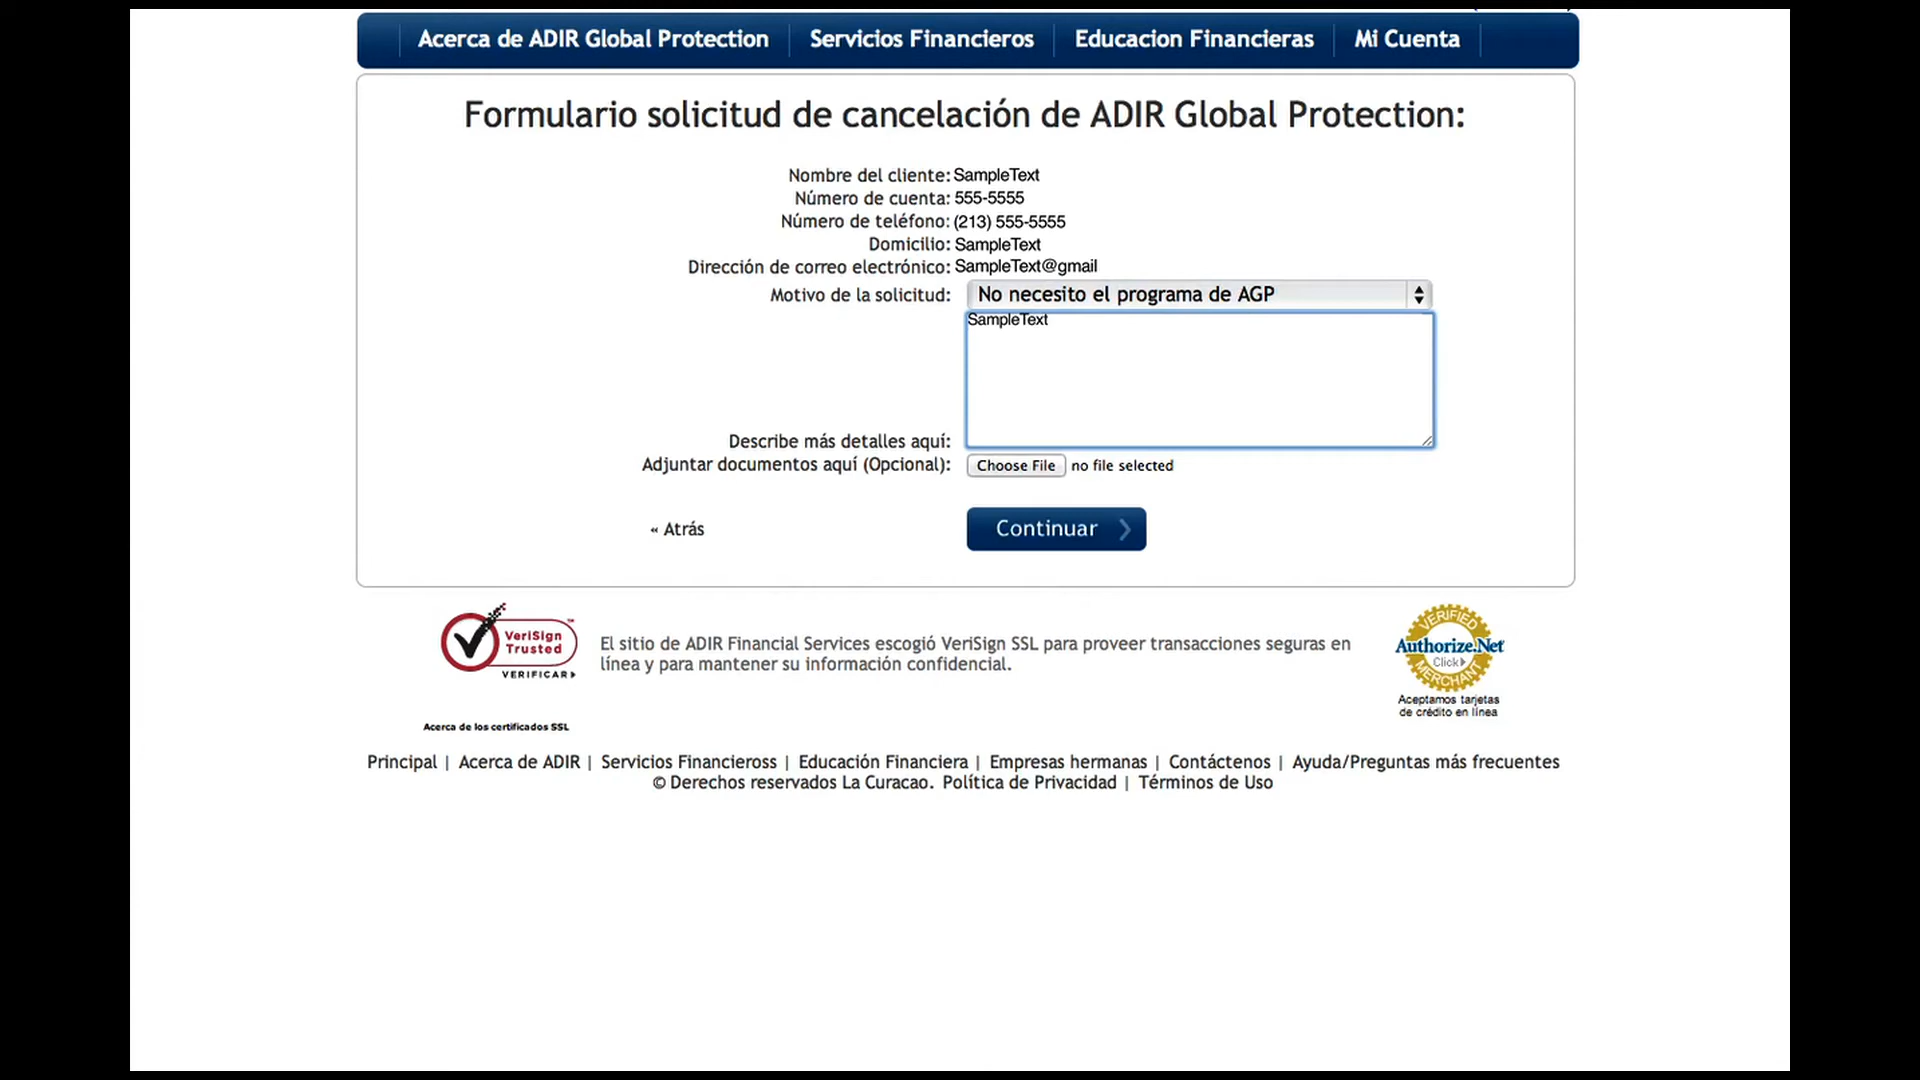 Acerca de ADIR Global Protection Servicios Financieros Educacion Financieras Mi Cuenta
Formulario solicitud de cancelación de ADIR Global Protection:
Nombre del cliente: SampleText
Número de cuenta: 555-5555
Número de teléfono: (213) 555-5555
Domicilio: SampleText
Dirección de correo electrónico: SampleText@gmail
Motivo de la solicitud: No necesito el programa de AGP
SampleText
Describe más detalles aquí:
Adjuntar documentos aquí (Opcional): Choose File no file selected
« Atrás Continuar
VeriSign
Trusted
VERIFICAR
El sitio de ADIR Financial Services escogió VeriSign SSL para proveer transacciones seguras en
línea y para mantener su información confidencial.
VERIFIED
Authorize.Net
Click
MERCHANT
Aceptamos tarjetas
de crédito en línea
Acerca de los certificados SSL
Principal | Acerca de ADIR | Servicios Financieross | Educación Financiera | Empresas hermanas | Contáctenos | Ayuda/Preguntas más frecuentes
© Derechos reservados La Curacao. Política de Privacidad | Términos de Uso